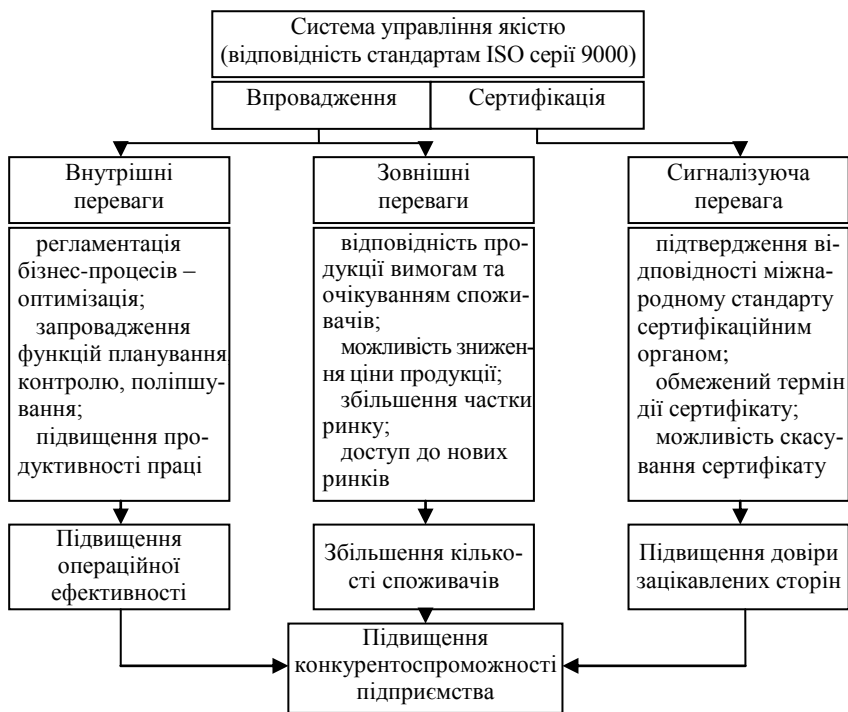 Система управління якістю
(відповідність стандартам ISO серії 9000)
Впровадження
Сертифікація
Внутрішні
переваги
Зовнішні
переваги
Сигналізуюча
перевага
регламентація
бізнес-процесів –
оптимізація;
запровадження
функцій планування
контролю, поліпшу-
вання;
підвищення про-
дуктивності праці
відповідність про-
дукції вимогам та
очікуванням спожи-
вачів;
можливість знижен-
ня ціни продукції;
збільшення частки
ринку;
доступ до нових
ринків
підтвердження ві-
дповідності міжна-
родному стандарту
сертифікаційним
органом;
обмежений термін
дії сертифікату;
можливість скасу-
вання сертифікату
Підвищення
операційної
ефективності
Збільшення кілько-
сті споживачів
Підвищення довіри
зацікавлених сторін
Підвищення
конкурентоспроможності
підприємства